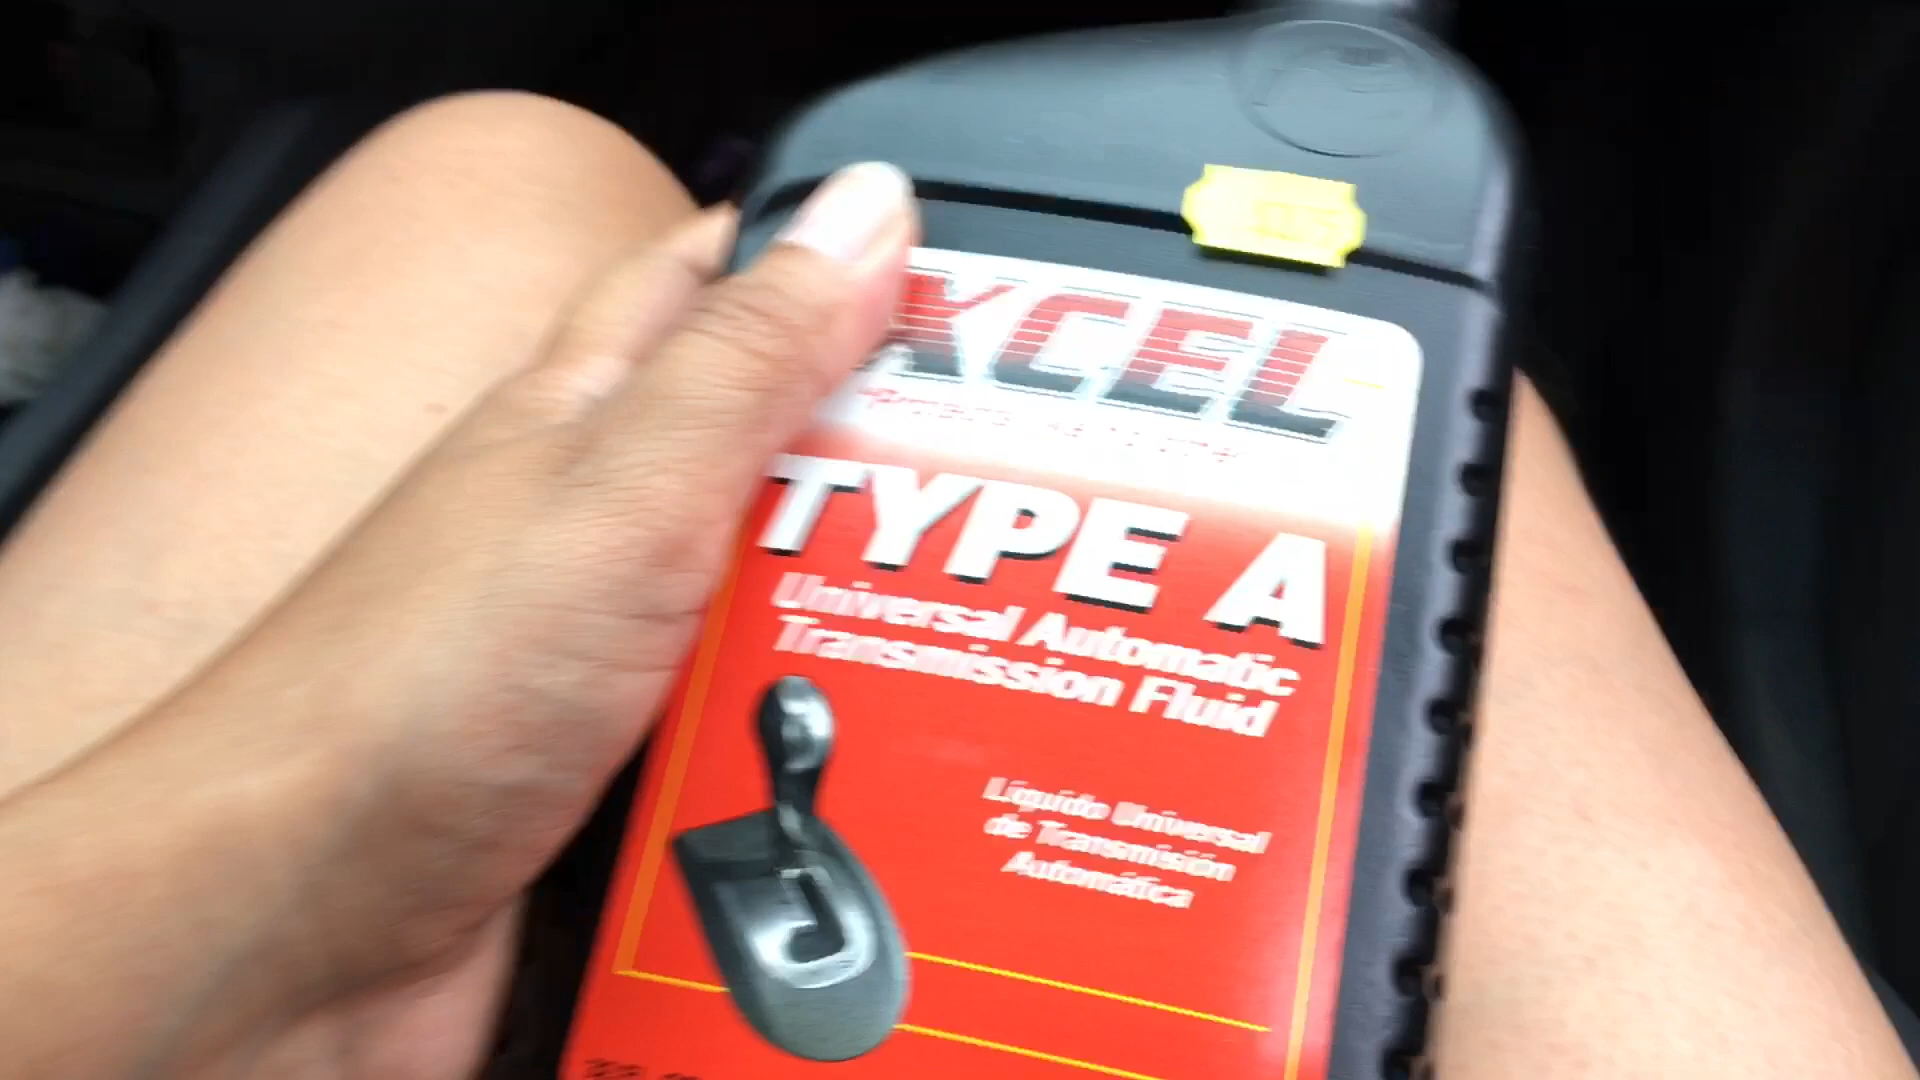 XCEL
TYPE A
Universal Automatic
Transmission Fluid
Líquido Universal
de Transmisión
Automática